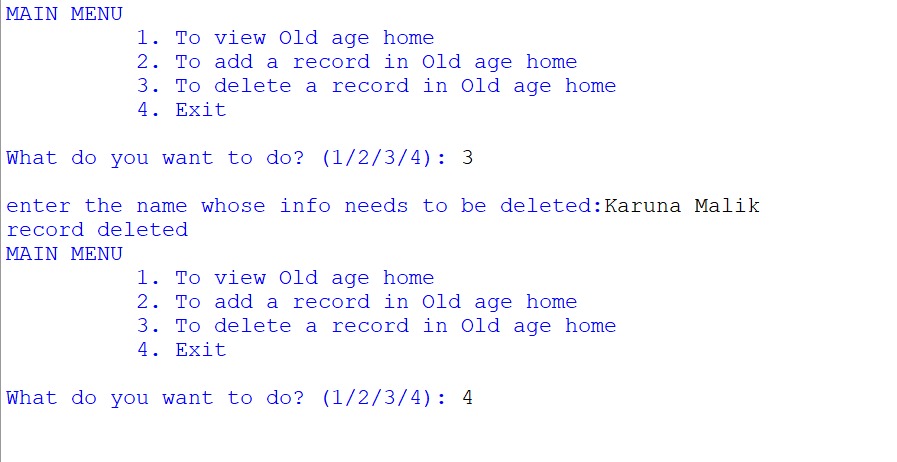 MAIN MENU
1. To view Old age home
2. To add a record in Old age home
3. To delete a record in Old age home
4. Exit
What do you want to do? (1/2/3/4): 3
enter the name whose info needs to be deleted:Karuna Malik
record deleted
MAIN MENU
1. To view Old age home
2. To add a record in Old age home
3. To delete a record in Old age home
4. Exit
What do you want to do? (1/2/3/4): 4